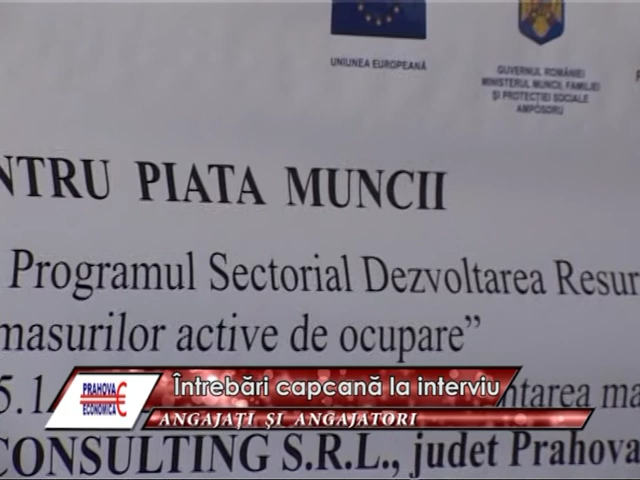 UNIUNEA EUROPEANĂ
GUVERNUL ROMÂNIEI
MINISTERUL MUNCII, FAMILIEI
ŞI PROTECŢIEI SOCIALE
AMPOSDRU
P
NTRU PIATA MUNCII
Programul Sectorial Dezvoltarea Resur
masurilor active de ocupare”
5.1
ntarea ma
CONSULTING S.R.L., judet Prahova
PRAHOVA
ECONOMICA
Întrebări capcană la interviu
ANGAJAŢI ŞI ANGAJATORI